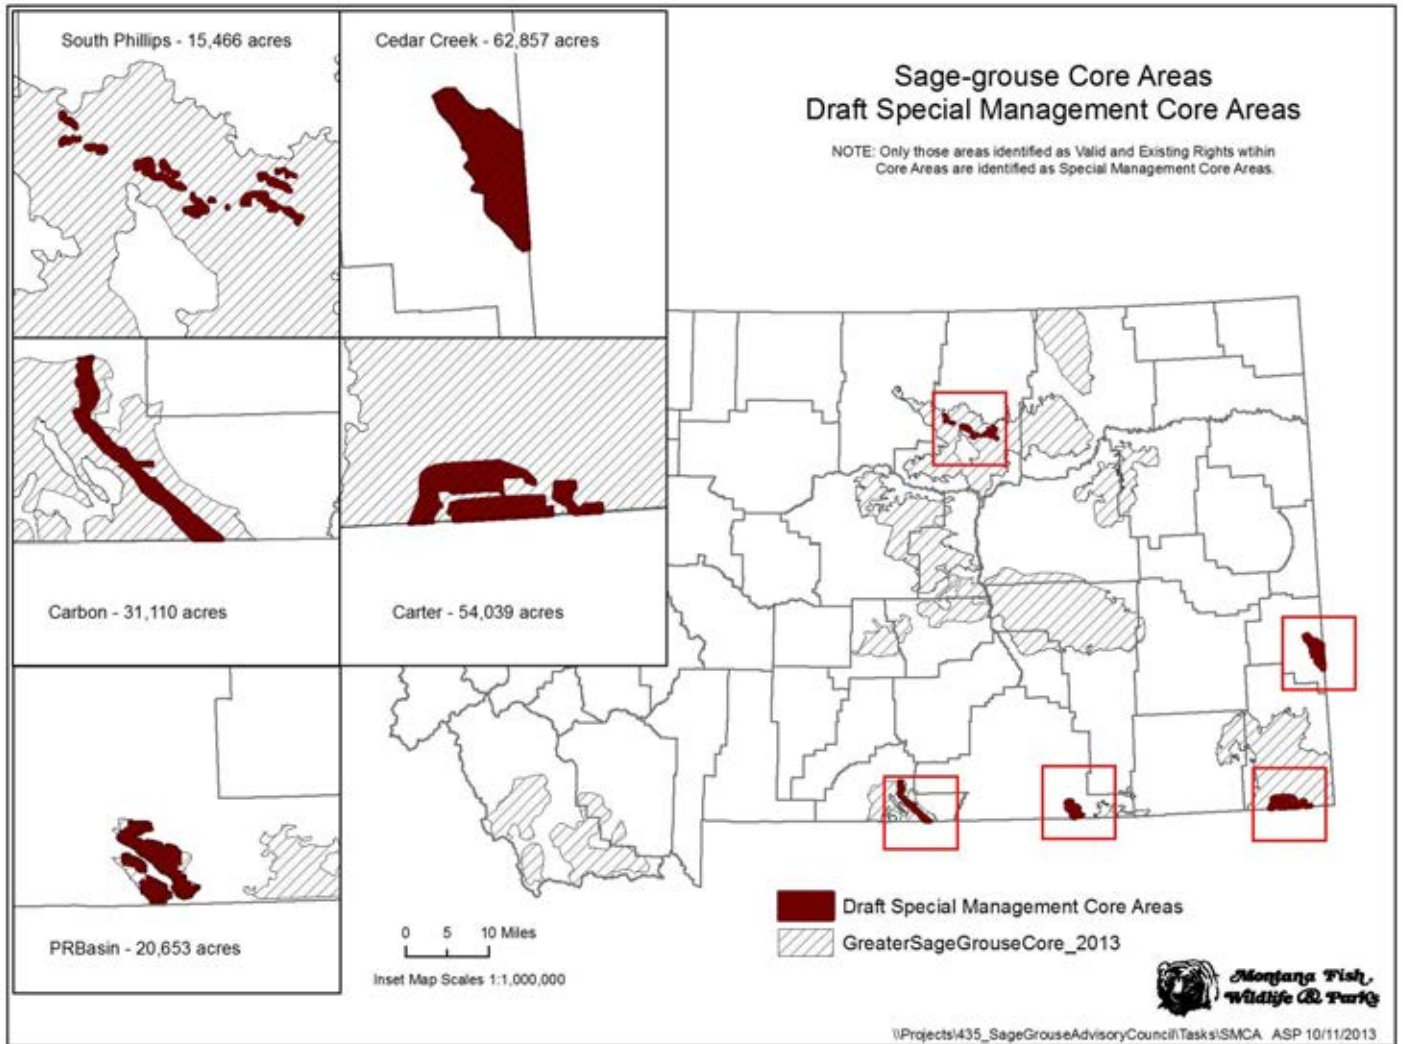 South Phillips - 15,466 acres
Cedar Creek - 62,857 acres
Sage-grouse Core Areas
Draft Special Management Core Areas
NOTE: Only those areas identified as Valid and Existing Rights wtihin
Core Areas are identified as Special Management Core Areas.
Carbon - 31,110 acres
Carter - 54,039 acres
PRBasin - 20,653 acres
0 5 10 Miles
Inset Map Scales 1:1,000,000
Draft Special Management Core Areas
GreaterSageGrouseCore_2013
Montana Fish,
Wildlife & Parks
\\Projects\435_SageGrouseAdvisoryCouncil\Tasks\SMCA ASP 10/11/2013